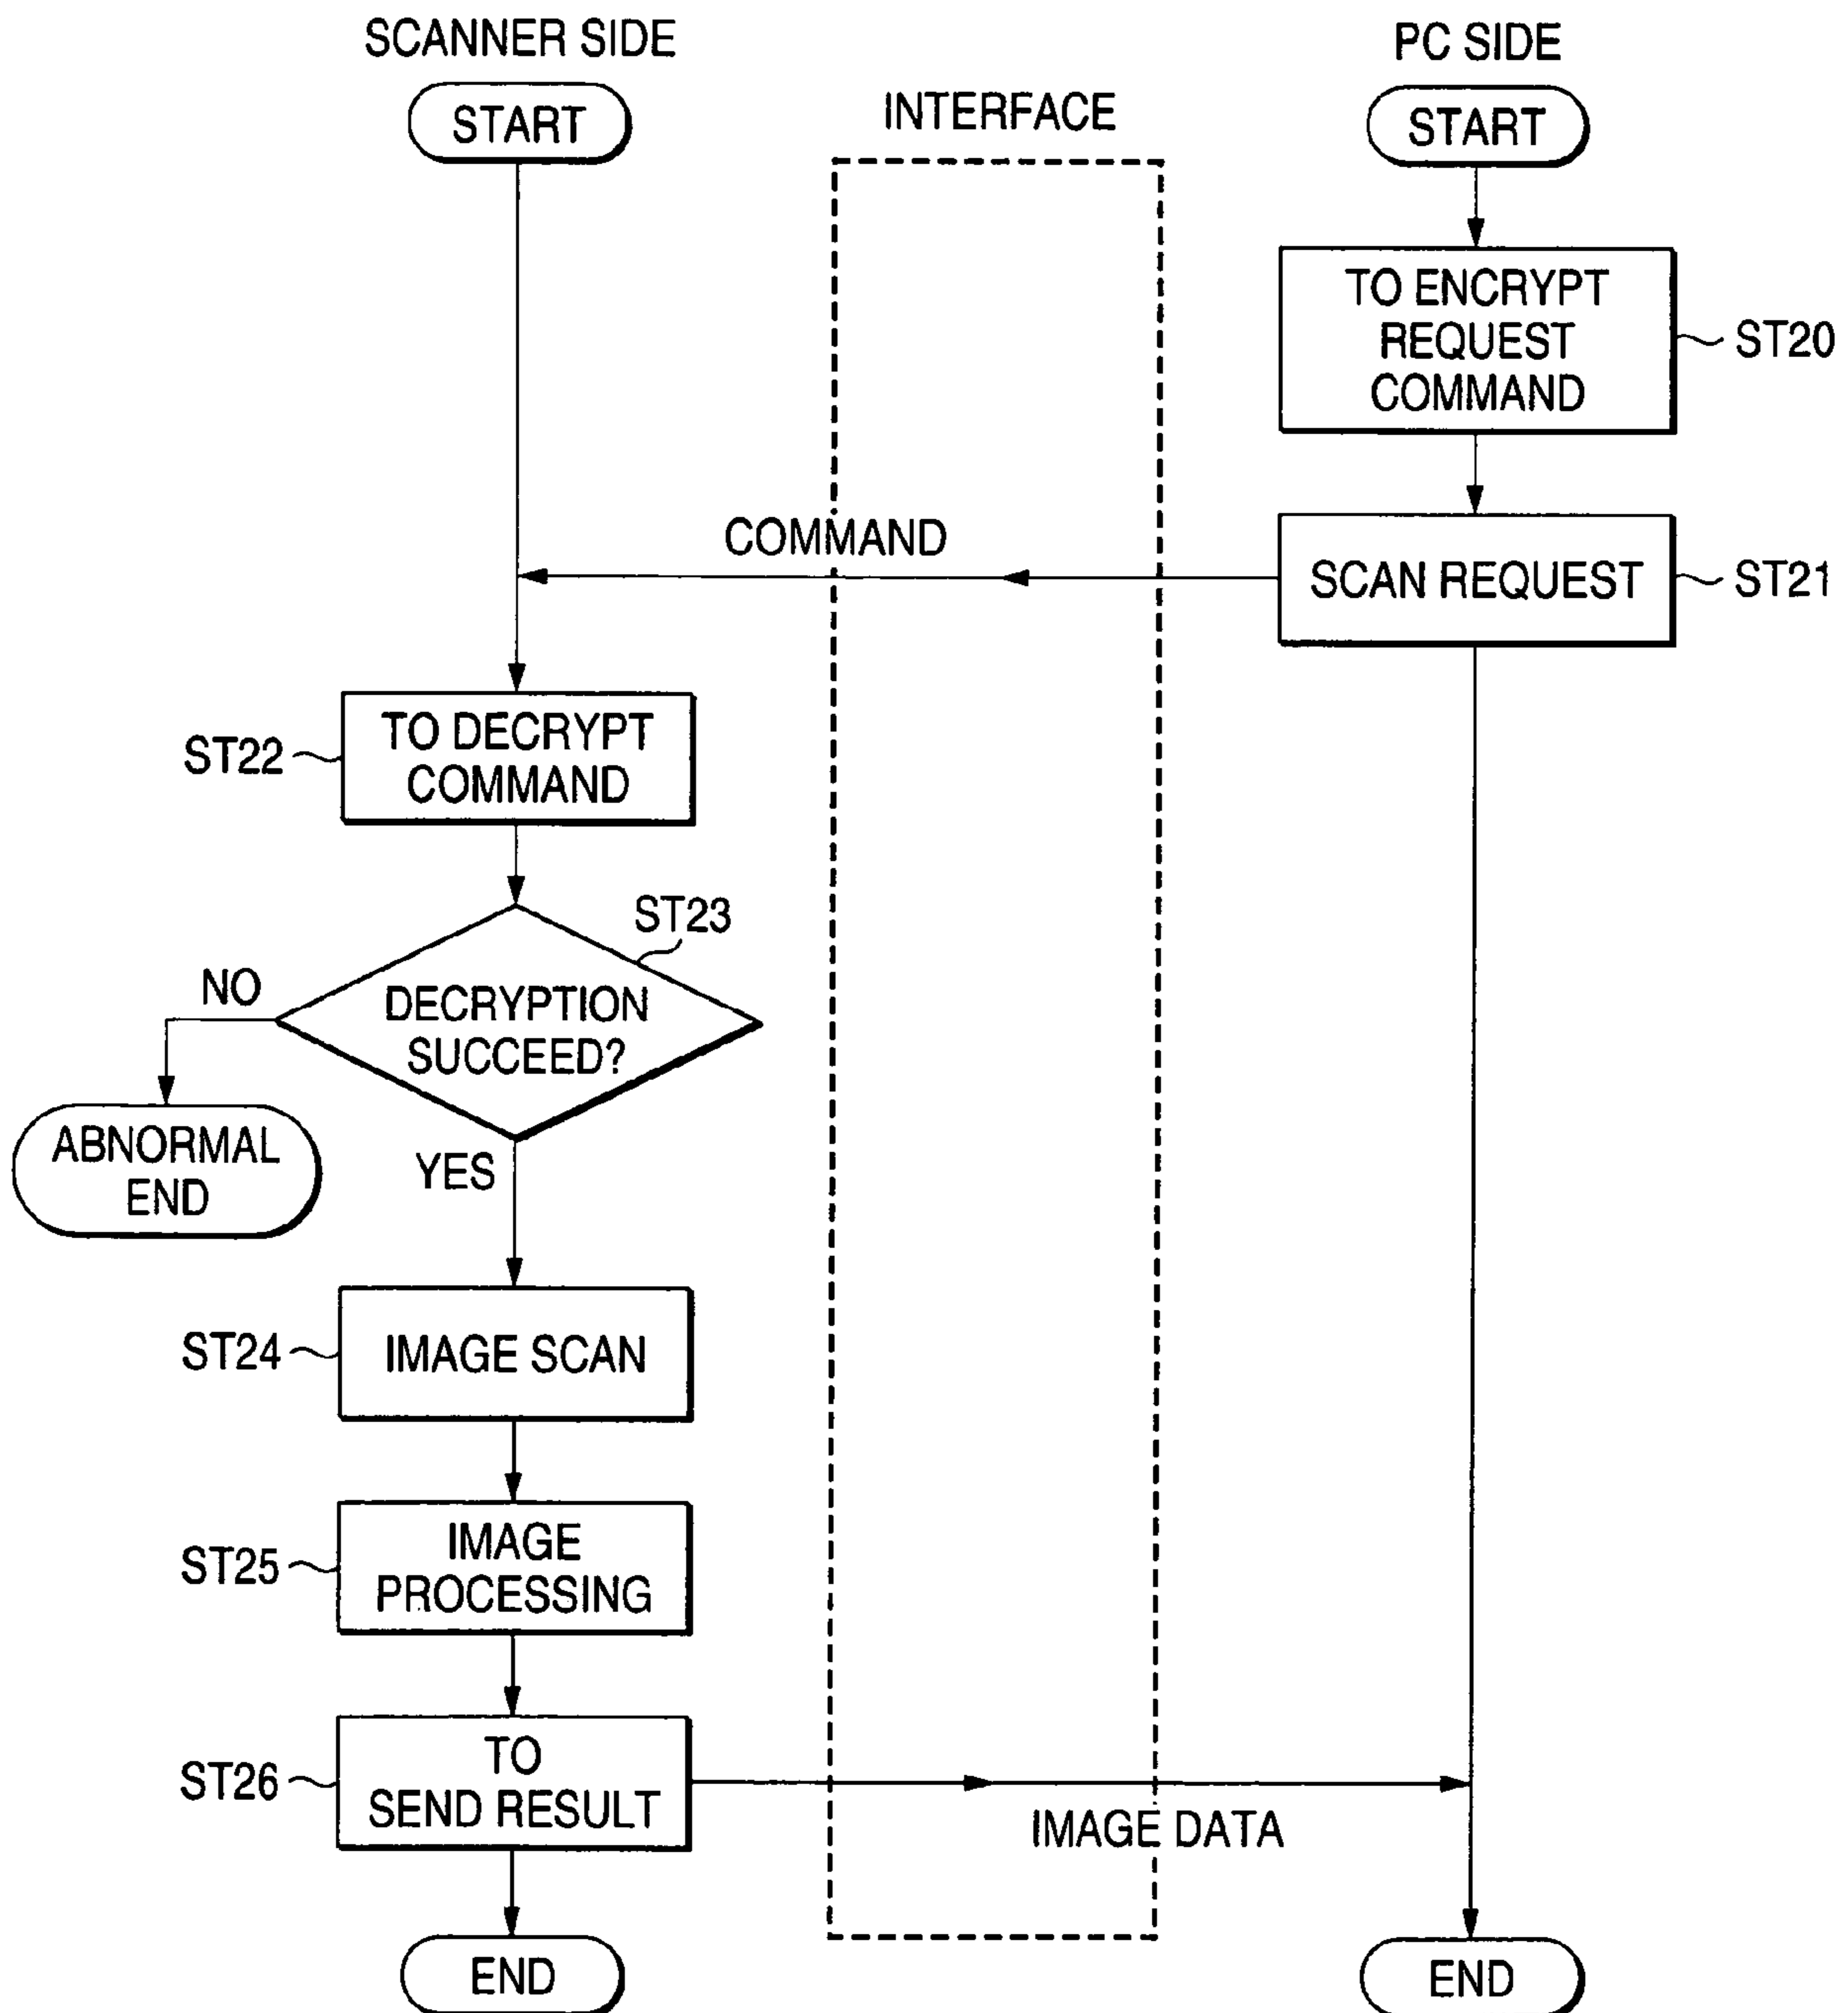 SCANNER SIDE
PC SIDE
START
INTERFACE
START
TO ENCRYPT
REQUEST
COMMAND
ST20
COMMAND
SCAN REQUEST
ST21
ST22
TO DECRYPT
COMMAND
ST23
NO
DECRYPTION
SUCCEED?
ABNORMAL
END
YES
ST24
IMAGE SCAN
ST25
IMAGE
PROCESSING
ST26
TO
SEND RESULT
IMAGE DATA
END
END